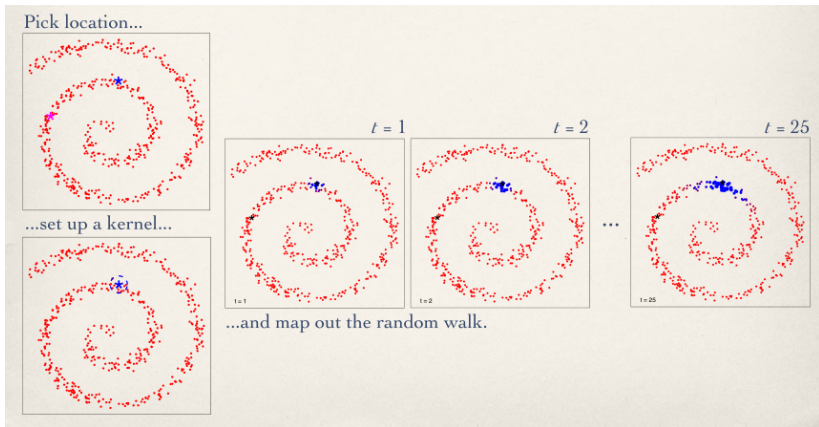 Pick location...
...set up a kernel...
t = 1
t = 2
t = 25
...
t = 1
t = 2
t = 25
...and map out the random walk.